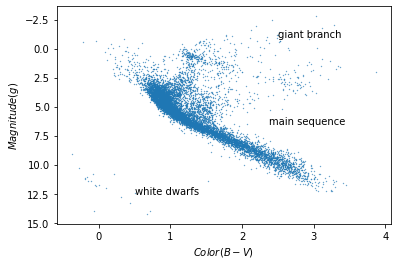 −2.5
0.0
2.5
5.0
7.5
10.0
12.5
15.0
Magnitude(g)
giant branch
main sequence
white dwarfs
0
1
2
3
4
Color(B − V)